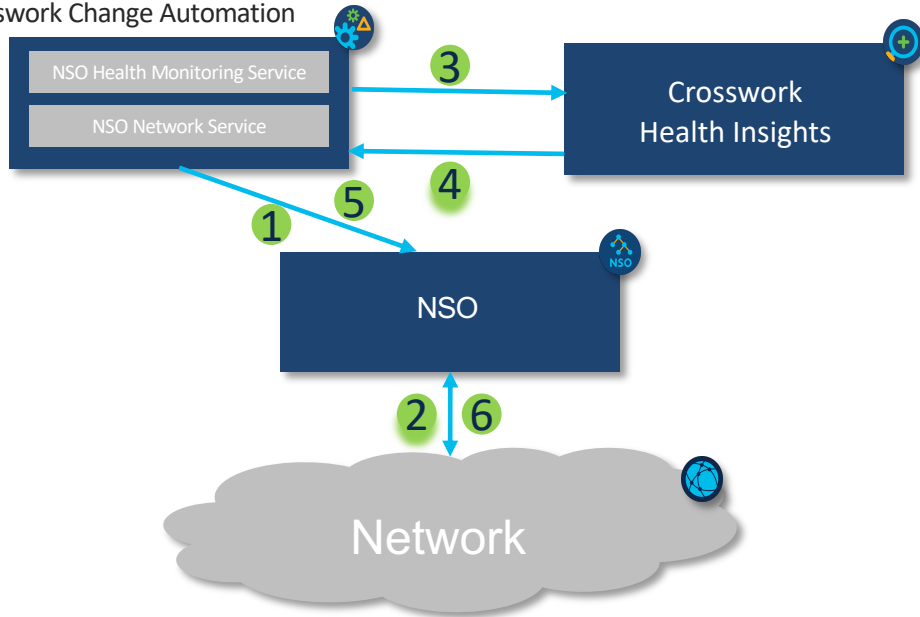 swork Change Automation
NSO Health Monitoring Service
NSO Network Service
3
Crosswork
Health Insights
4
5
1
NSO
NSO
2 6
Network